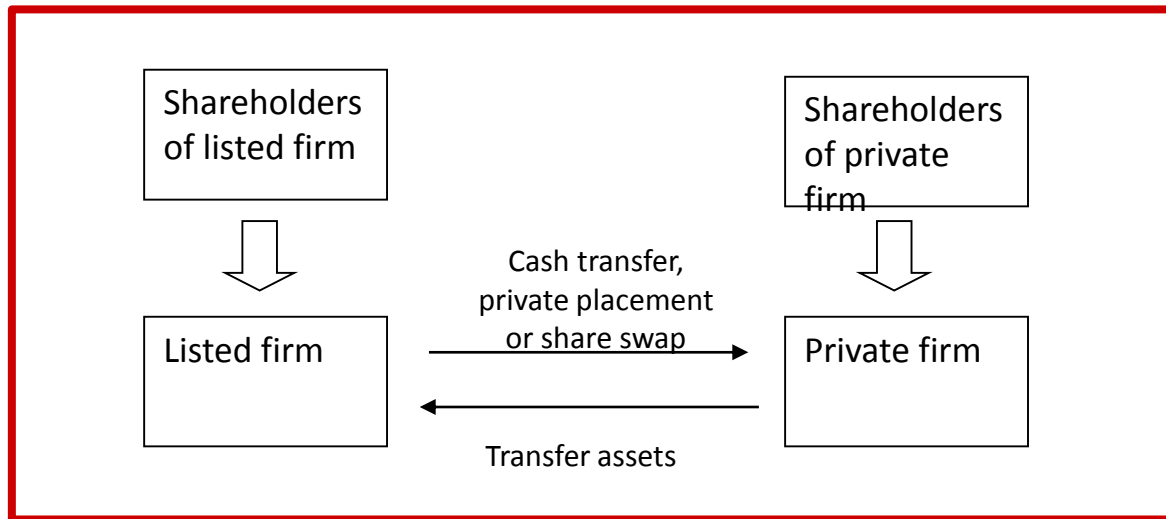 Shareholders
of listed firm
Shareholders
of private
firm
Cash transfer,
private placement
or share swap
Listed firm
Private firm
Transfer assets